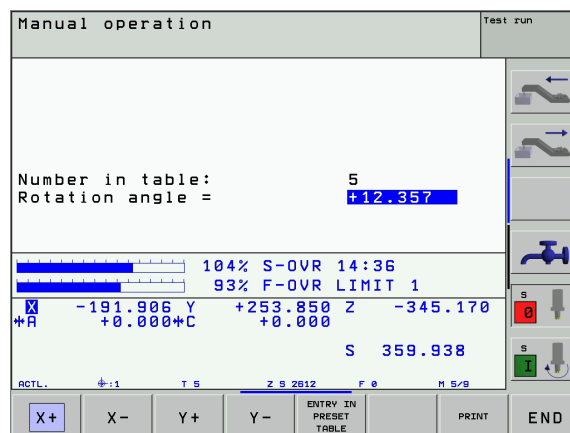 Manual operation
Test run
Number in table: 5
Rotation angle = +12.357
104% S-OVR 14:36
93% F-OVR LIMIT 1
X -191.906 Y +253.850 Z -345.170
A +0.000 C +0.000
S 359.938
ACTL. :1 T 5 Z S 2612 F 0 M 5/9
S
0
S
I
X+ X- Y+ Y- ENTRY IN PRESET TABLE PRINT END